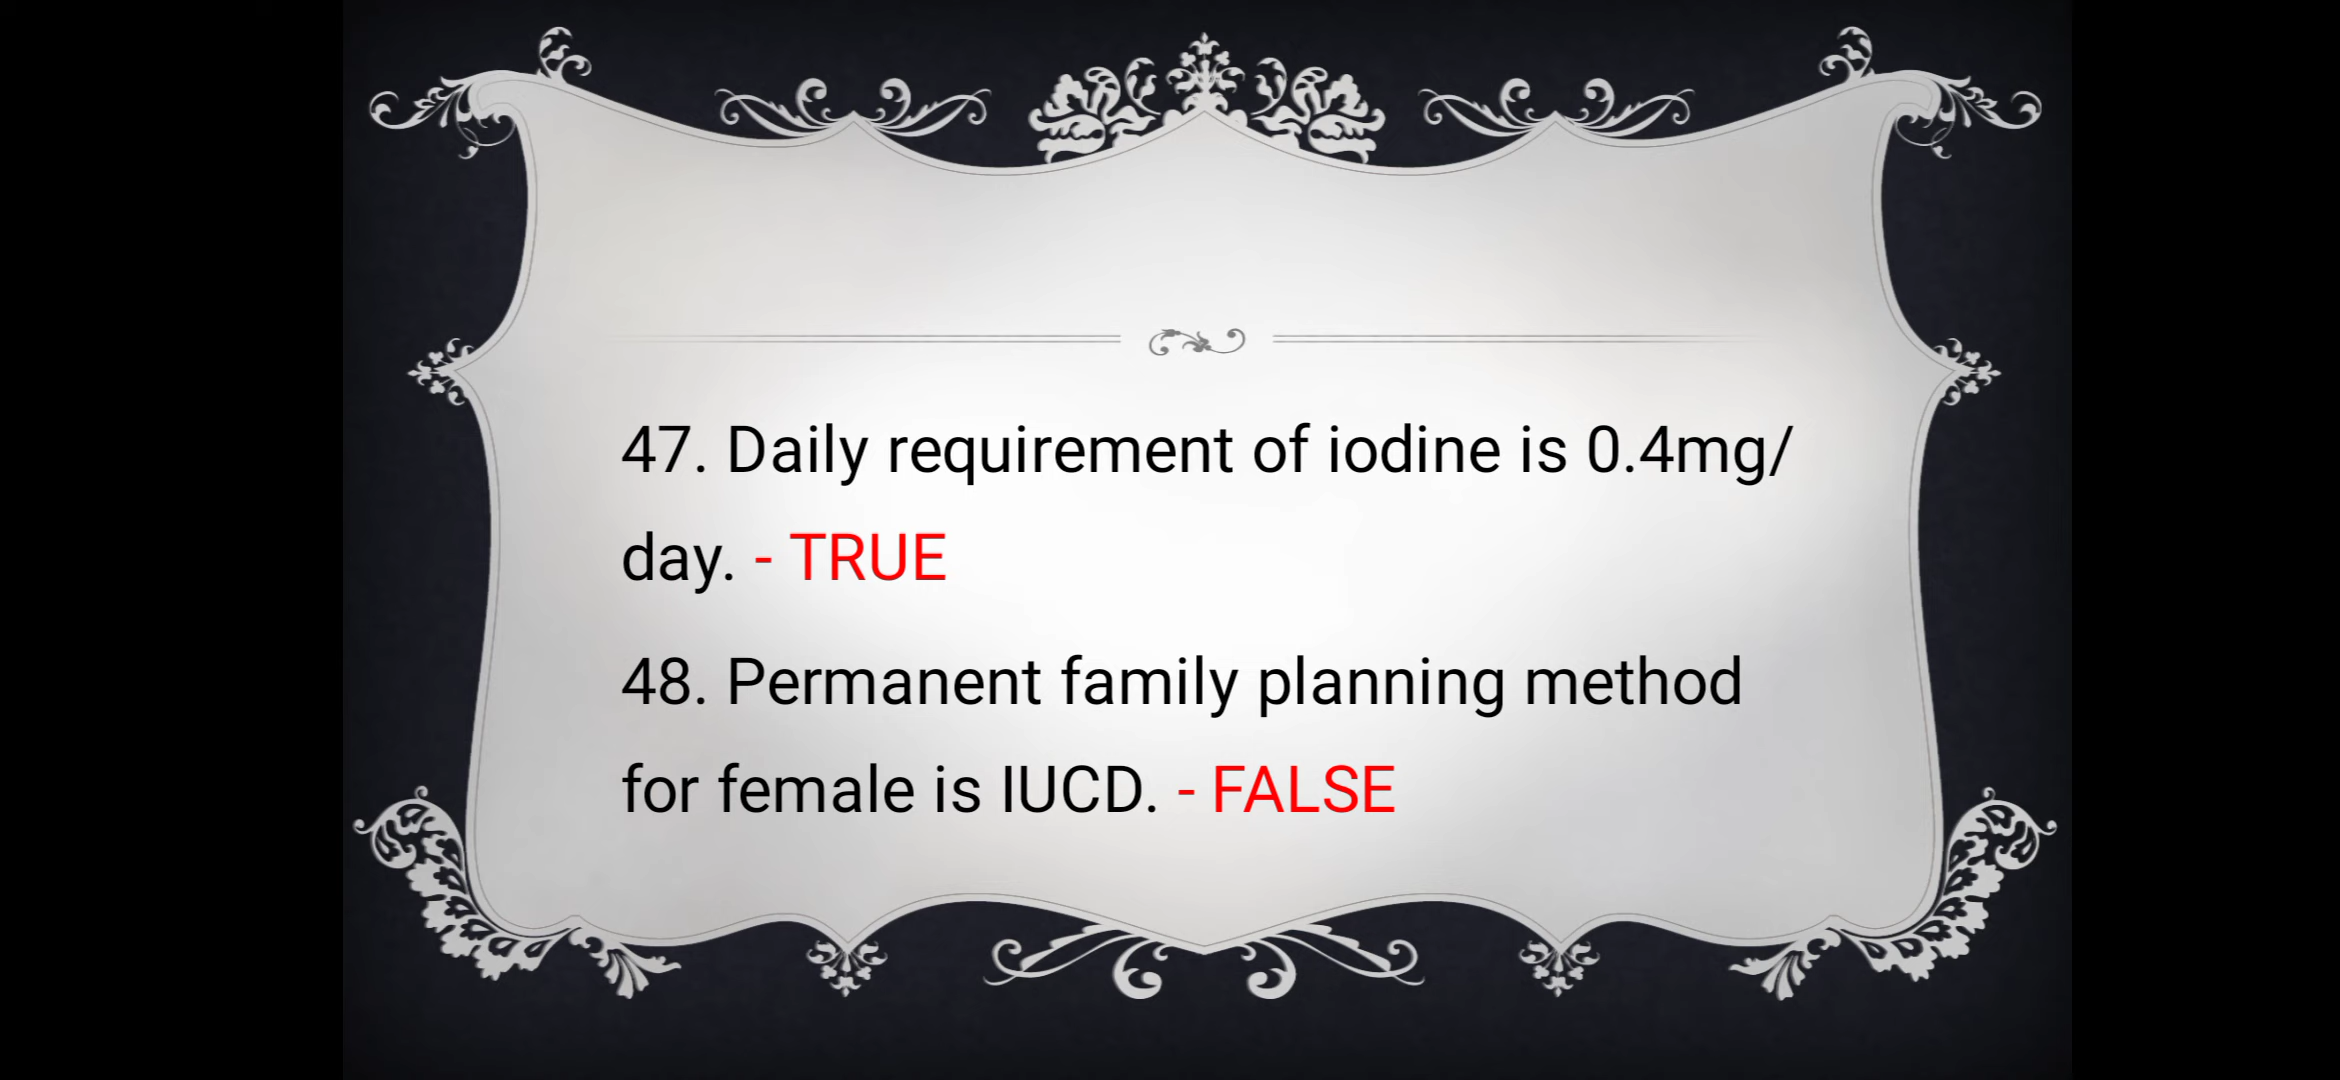 47. Daily requirement of iodine is 0.4mg/
day. - TRUE
48. Permanent family planning method
for female is IUCD. - FALSE